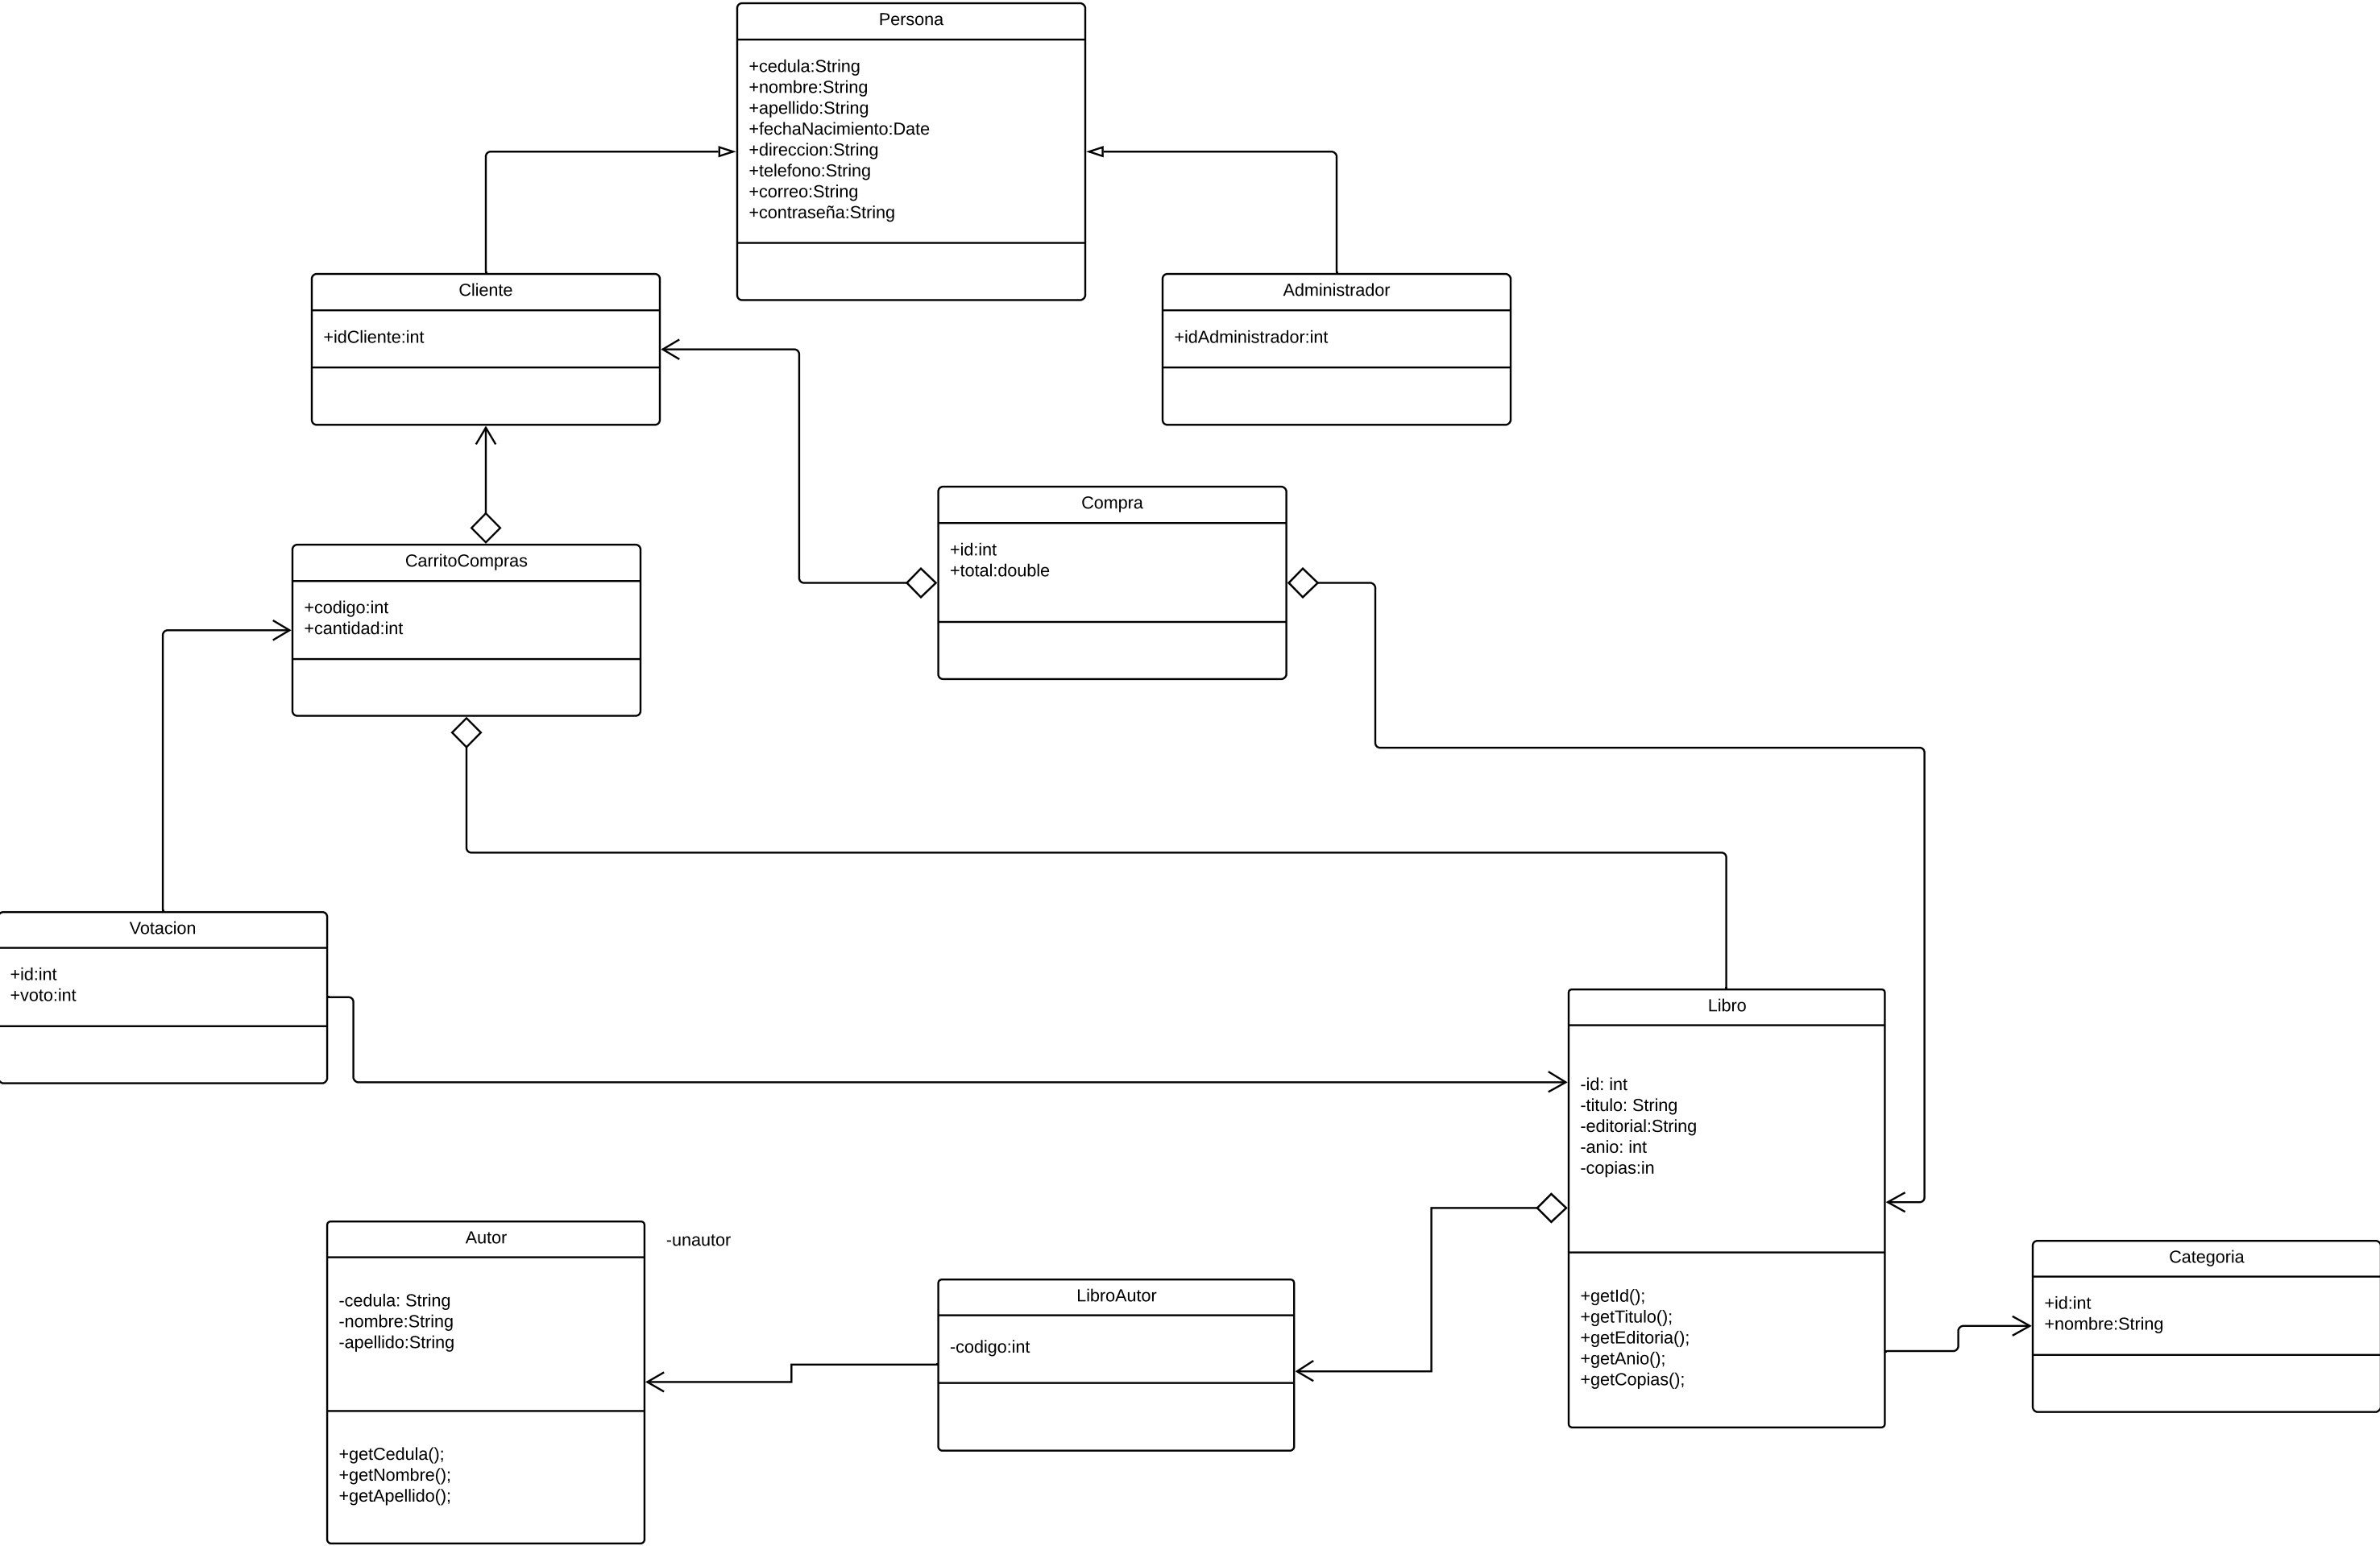 Persona
+cedula:String
+nombre:String
+apellido:String
+fechaNacimiento:Date
+direccion:String
+telefono:String
+correo:String
+contraseña:String
Cliente
+idCliente:int
Administrador
+idAdministrador:int
Compra
+id:int
+total:double
CarritoCompras
+codigo:int
+cantidad:int
Votacion
+id:int
+voto:int
Libro
-id: int
-titulo: String
-editorial:String
-anio: int
-copias:in
+getId();
+getTitulo();
+getEditoria();
+getAnio();
+getCopias();
Autor
-cedula: String
-nombre:String
-apellido:String
+getCedula();
+getNombre();
+getApellido();
-unautor
LibroAutor
-codigo:int
Categoria
+id:int
+nombre:String